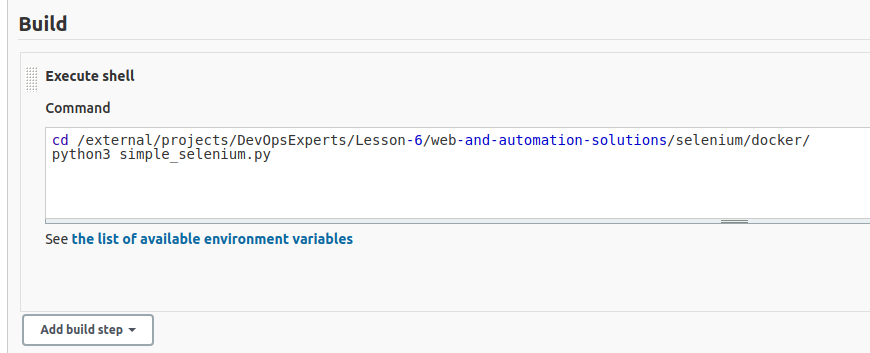 Build
Execute shell
Command
cd /external/projects/DevOpsExperts/Lesson-6/web-and-automation-solutions/selenium/docker/
python3 simple_selenium.py
See the list of available environment variables
Add build step